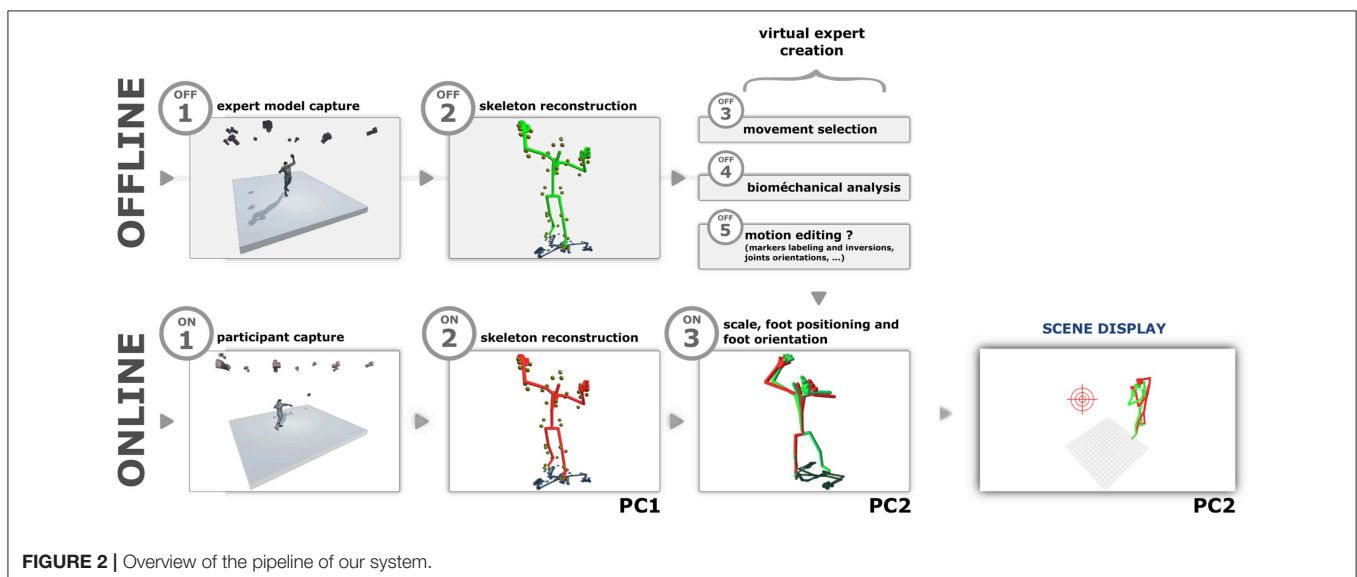 virtual expert
creation
OFFLINE
OFF
1
expert model capture
OFF
2
skeleton reconstruction
OFF
3
movement selection
OFF
4
bioméchanical analysis
OFF
5
motion editing ?
(markers labeling and inversions,
joints orientations, ...)
ONLINE
ON
1
participant capture
ON
2
skeleton reconstruction
PC1
ON
3
scale, foot positioning and
foot orientation
PC2
SCENE DISPLAY
PC2
FIGURE 2 | Overview of the pipeline of our system.